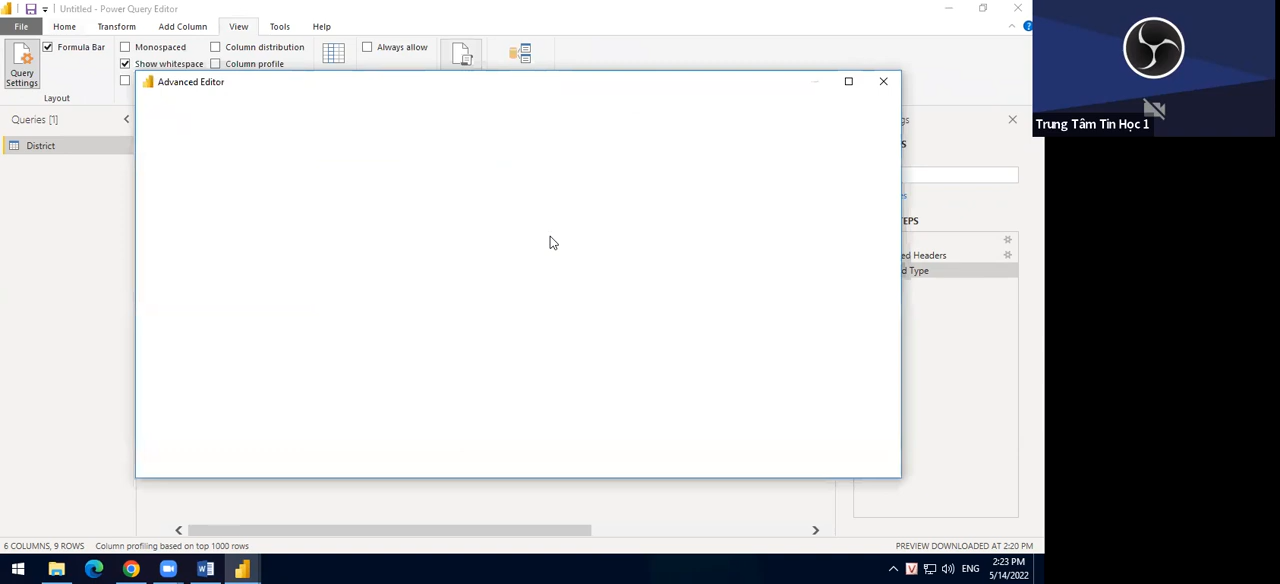 Untitled - Power Query Editor
File Home Transform Add Column View Tools Help
Formula Bar
Monospaced
Column distribution
Always allow
Show whitespace
Column profile
Query
Settings
Layout
Advanced Editor
Queries [1]
District
gs
S
es
EPS
ed Headers
d Type
Trung Tâm Tin Học 1
6 COLUMNS, 9 ROWS Column profiling based on top 1000 rows
PREVIEW DOWNLOADED AT 2:20 PM
ENG
2:23 PM
5/14/2022